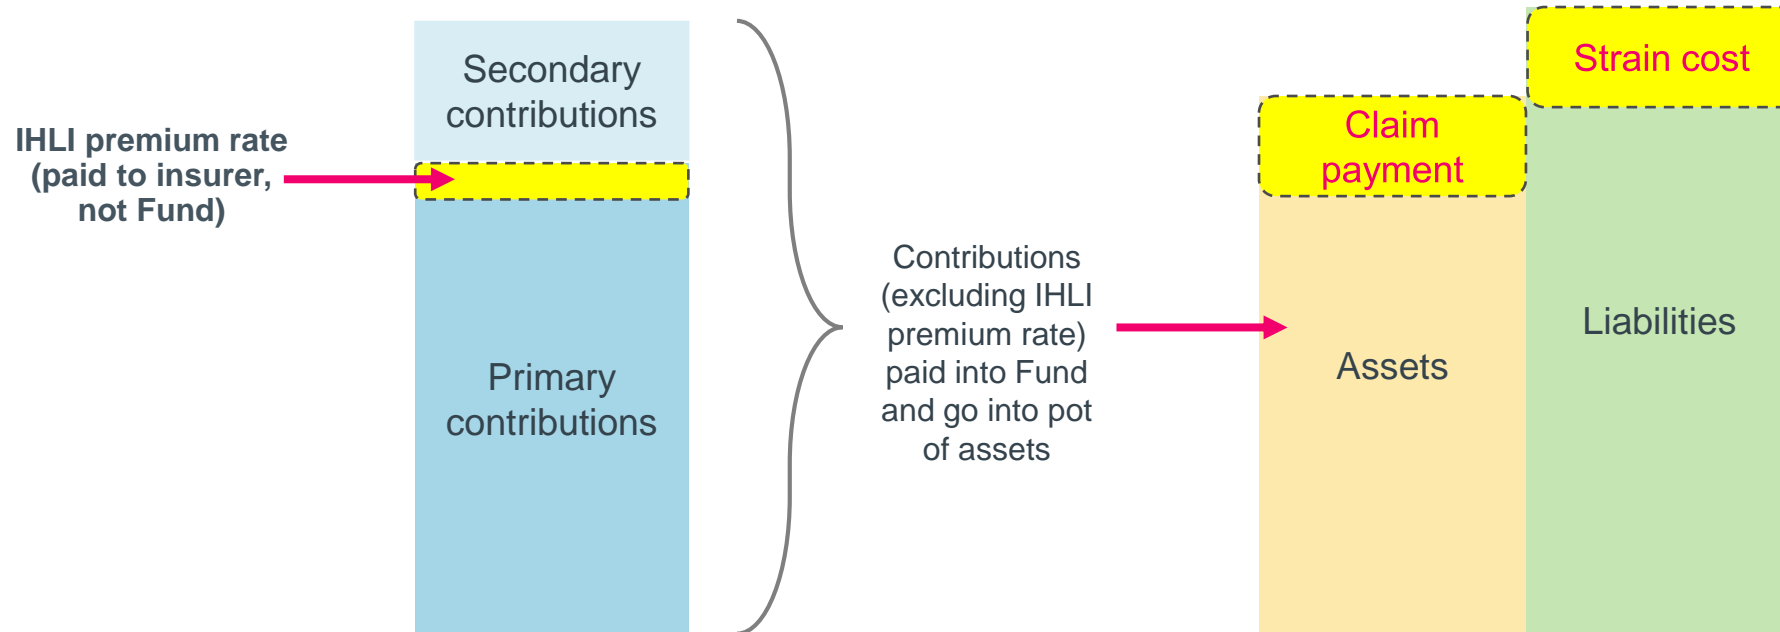 Secondary
contributions
IHLI premium rate
(paid to insurer,
not Fund)
Primary
contributions
Contributions
(excluding IHLI
premium rate)
paid into Fund
and go into pot
of assets
Claim
payment
Assets
Strain cost
Liabilities